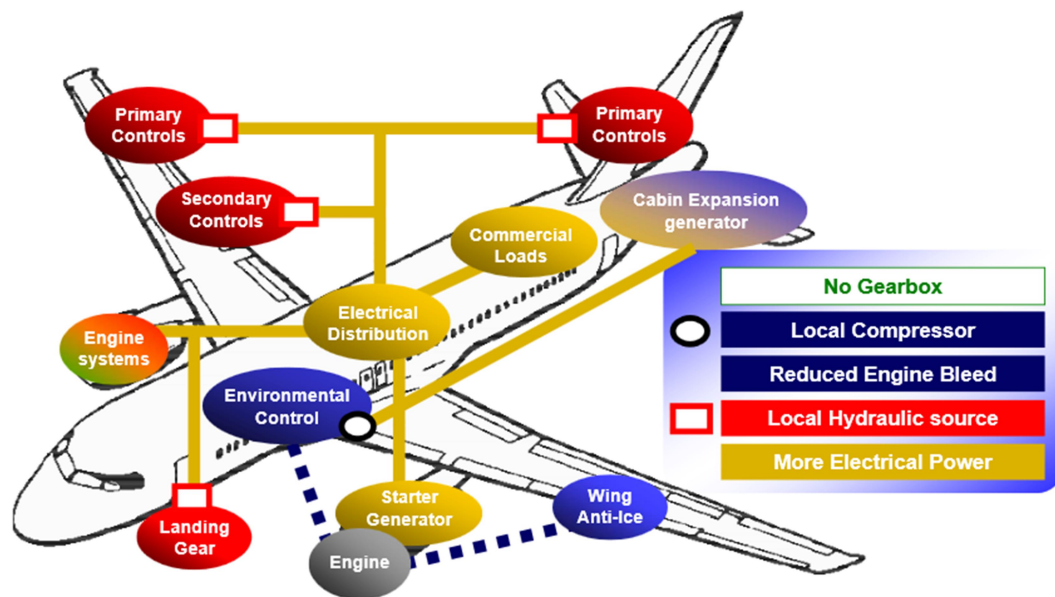 Primary
Controls
Primary
Controls
Secondary
Controls
Cabin Expansion
generator
Commercial
Loads
No Gearbox
Electrical
Distribution
Local Compressor
Engine
systems
Reduced Engine Bleed
Environmental
Control
Local Hydraulic source
More Electrical Power
Starter
Generator
Wing
Anti-Ice
Landing
Gear
Engine